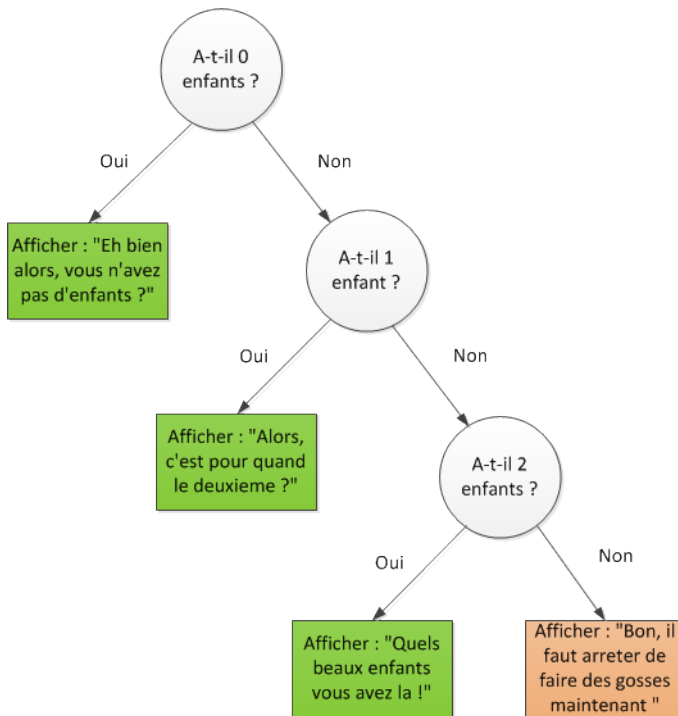 A-t-il 0
enfants ?
Oui
Non
Afficher : "Eh bien
alors, vous n'avez
pas d'enfants ?"
A-t-il 1
enfant ?
Oui
Non
Afficher : "Alors,
c'est pour quand
le deuxieme ?"
A-t-il 2
enfants ?
Oui
Non
Afficher : "Quels
beaux enfants
vous avez la !"
Afficher : "Bon, il
faut arreter de
faire des gosses
maintenant "